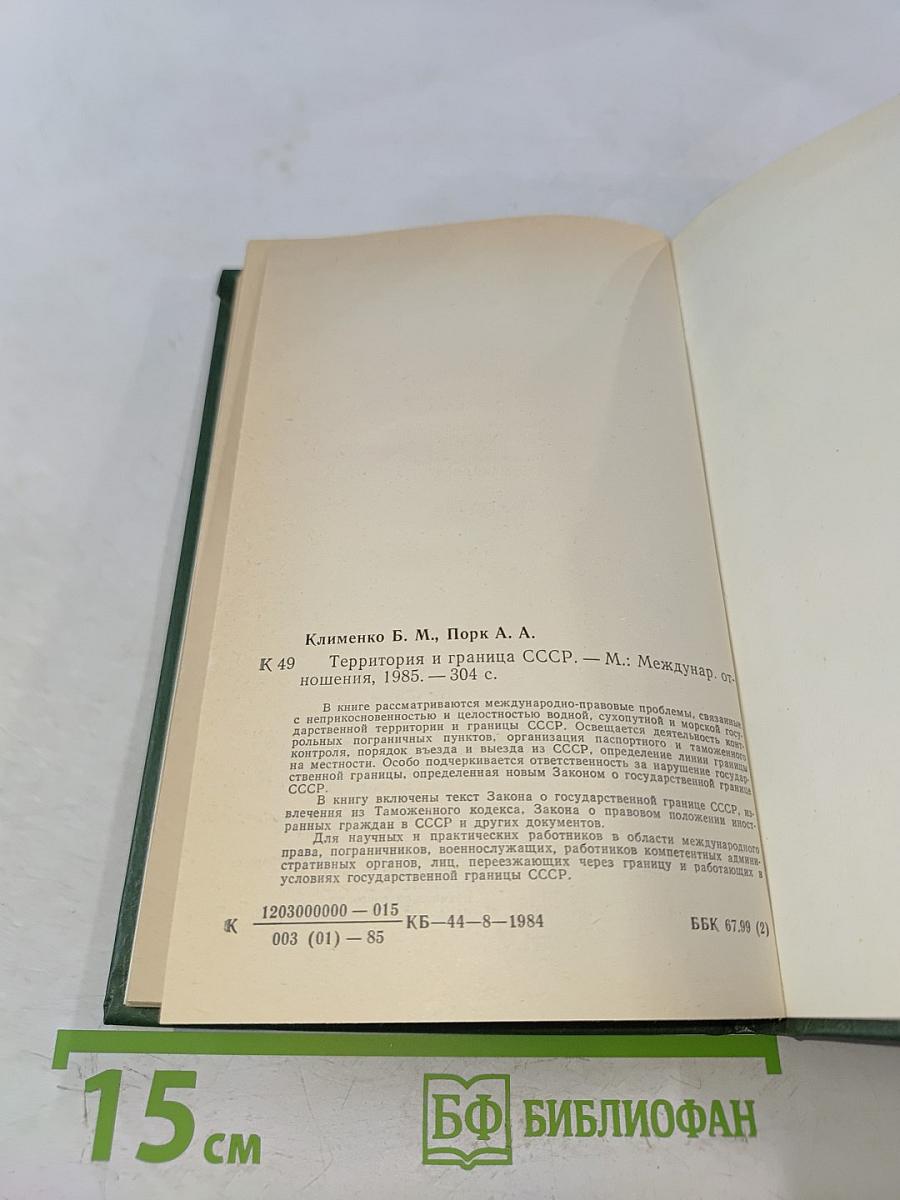 Клименко Б. М., Порк А. А.
К 49 Территория и граница СССР. — М.: Междунар. от-
ношения, 1985. — 304 с.
В книге рассматриваются международно-правовые проблемы, связанные
с неприкосновенностью и целостностью водной, сухопутной и морской госу-
дарственной территории и границы СССР. Освещается деятельность конт-
рольных пограничных пунктов, организация паспортного и таможенного
контроля, порядок въезда и выезда из СССР, определение линии границы
на местности. Особо подчеркивается ответственность за нарушение государ-
ственной границы, определенная новым Законом о государственной границе
СССР.
В книгу включены текст Закона о государственной границе СССР, из-
влечения из Таможенного кодекса, Закона о правовом положении иност-
ранных граждан в СССР и других документов.
Для научных и практических работников в области международного
права, пограничников, военнослужащих, работников компетентных админи-
стративных органов, лиц, переезжающих через границу и работающих в
условиях государственной границы СССР.
К 1203000000 — 015
003 (01) — 85
КБ—44—8—1984
ББК 67.99 (2)
15 см
БФ БИБЛИОФАН